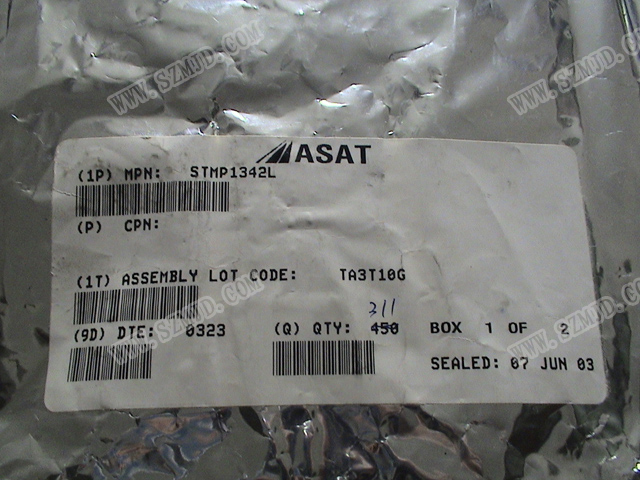 WWW.SZMJD.COM
WWW.SZMJD.COM
ASAT
(1P) MPN: STMP1342L
(P) CPN:
(1T) ASSEMBLY LOT CODE: TA3T10G
311
(9D) DTE: 0323 (Q) QTY: 450 BOX 1 OF 2
SEALED: 07 JUN 03
WWW.SZMJD.COM
WWW.SZMJD.COM